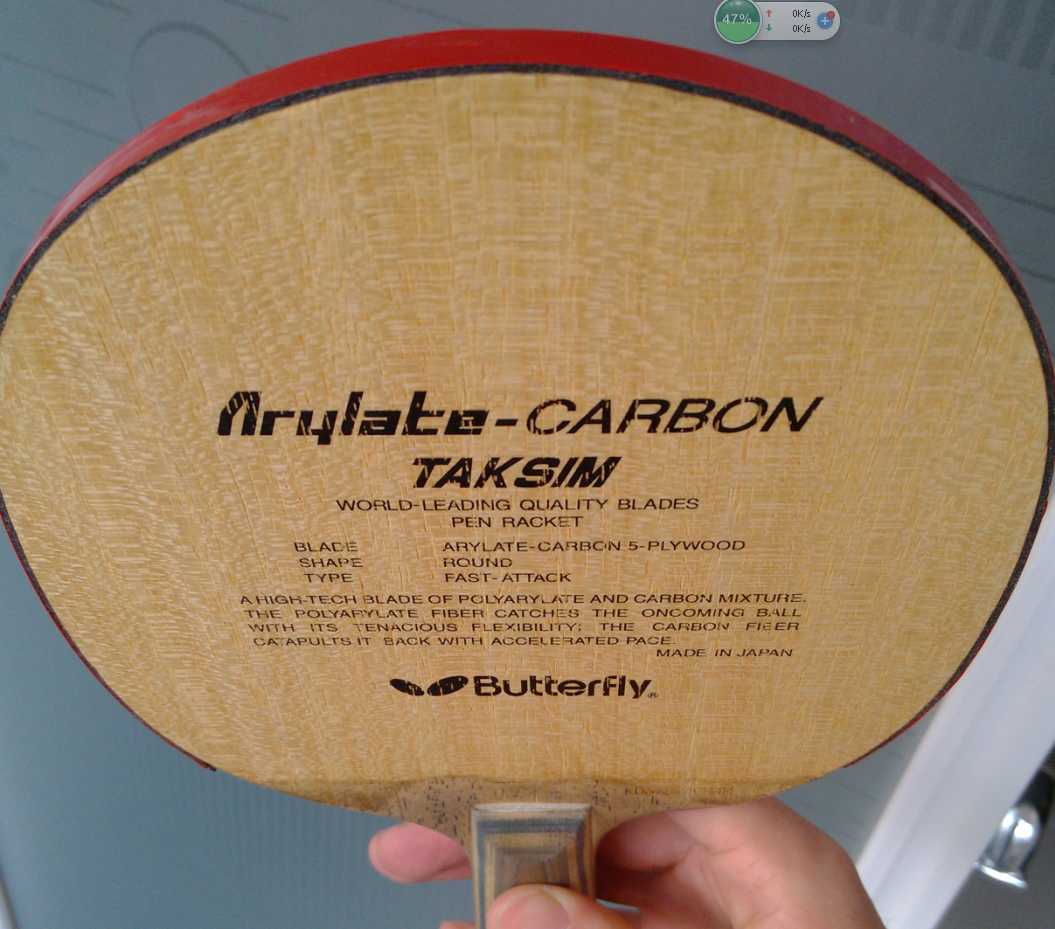 47%
0K/s
0K/s
Arylate-CARBON
TAKSIM
WORLD-LEADING QUALITY BLADES
PEN RACKET
BLADE ARYLATE-CARBON 5-PLYWOOD
SHAPE ROUND
TYPE FAST-ATTACK
A HIGH-TECH BLADE OF POLYARYLATE AND CARBON MIXTURE.
THE POLYARYLATE FIBER CATCHES THE ONCOMING BALL
WITH ITS TENACIOUS FLEXIBILITY; THE CARBON FIBER
CATAPULTS IT BACK WITH ACCELERATED PACE.
MADE IN JAPAN
Butterfly®